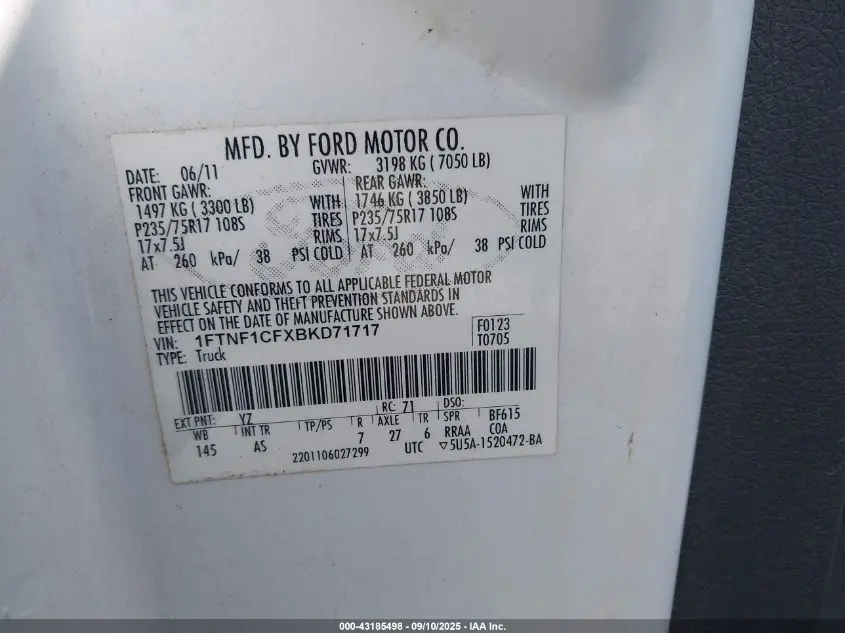 MFD. BY FORD MOTOR CO.
DATE: 06/11 GVWR: 3198 KG ( 7050 LB)
FRONT GAWR: REAR GAWR:
1497 KG ( 3300 LB) WITH 1746 KG ( 3850 LB) WITH
P235/75R17 108S TIRES P235/75R17 108S TIRES
17x7.5J RIMS 17x7.5J RIMS
AT 260 kPa/ 38 PSI COLD AT 260 kPa/ 38 PSI COLD
THIS VEHICLE CONFORMS TO ALL APPLICABLE FEDERAL MOTOR
VEHICLE SAFETY AND THEFT PREVENTION STANDARDS IN
EFFECT ON THE DATE OF MANUFACTURE SHOWN ABOVE.
VIN: 1FTNF1CFXBKD71717 F0123
TYPE: Truck T0705
EXT PNT: YZ RC: 71 DSO:
WB INT TR TP/PS R AXLE TR SPR BF615
145 AS 7 27 6 RRAA COA
2201106027299 UTC ▽5U5A-1520472-BA
000-43185498 - 09/10/2025 - IAA Inc.